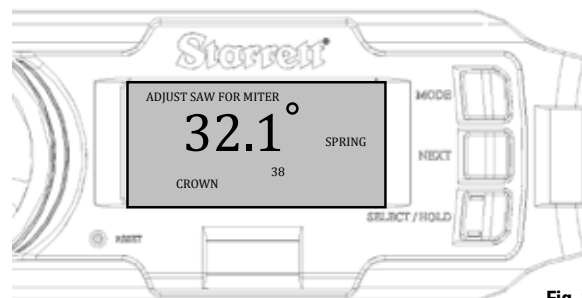 Starrett
ADJUST SAW FOR MITER
32.1°
SPRING
38
CROWN
MODE
NEXT
SELECT / HOLD
RESET
Fig.